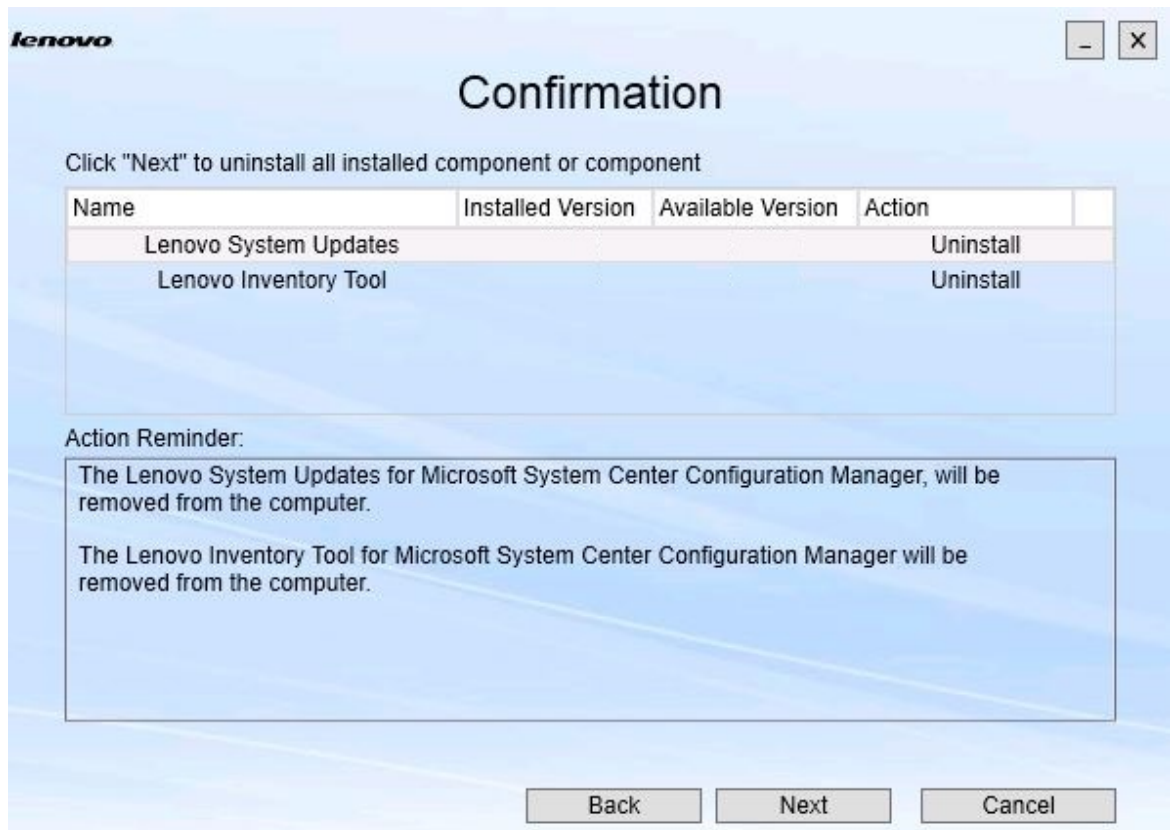 lenovo
Confirmation
Click "Next" to uninstall all installed component or component
Name Installed Version Available Version Action
Lenovo System Updates Uninstall
Lenovo Inventory Tool Uninstall
Action Reminder:
The Lenovo System Updates for Microsoft System Center Configuration Manager, will be
removed from the computer.
The Lenovo Inventory Tool for Microsoft System Center Configuration Manager will be
removed from the computer.
Back Next Cancel